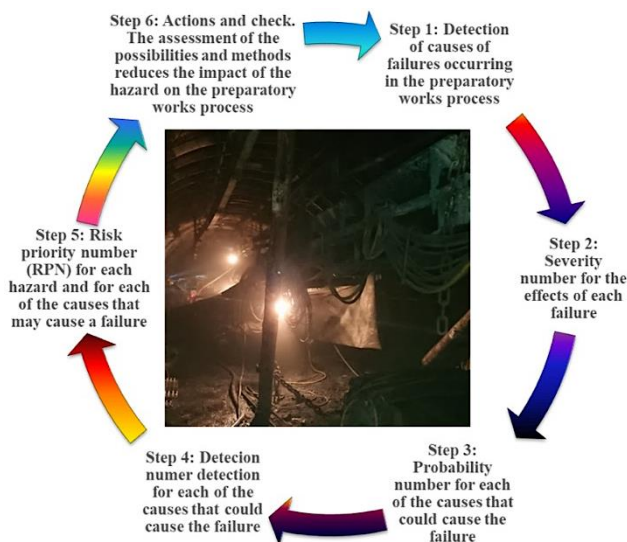 Step 6: Actions and check.
The assessment of the
possibilities and methods
reduces the impact of the
hazard on the preparatory
works process
Step 1: Detection
of causes of
failures occurring
in the preparatory
works process
Step 2:
Severity
number for the
effects of each
failure
Step 3:
Probability
number for each
of the causes that
could cause the
failure
Step 4: Detecion
numer detection
for each of the
causes that could
cause the failure
Step 5: Risk
priority number
(RPN) for each
hazard and for each
of the causes that
may cause a failure